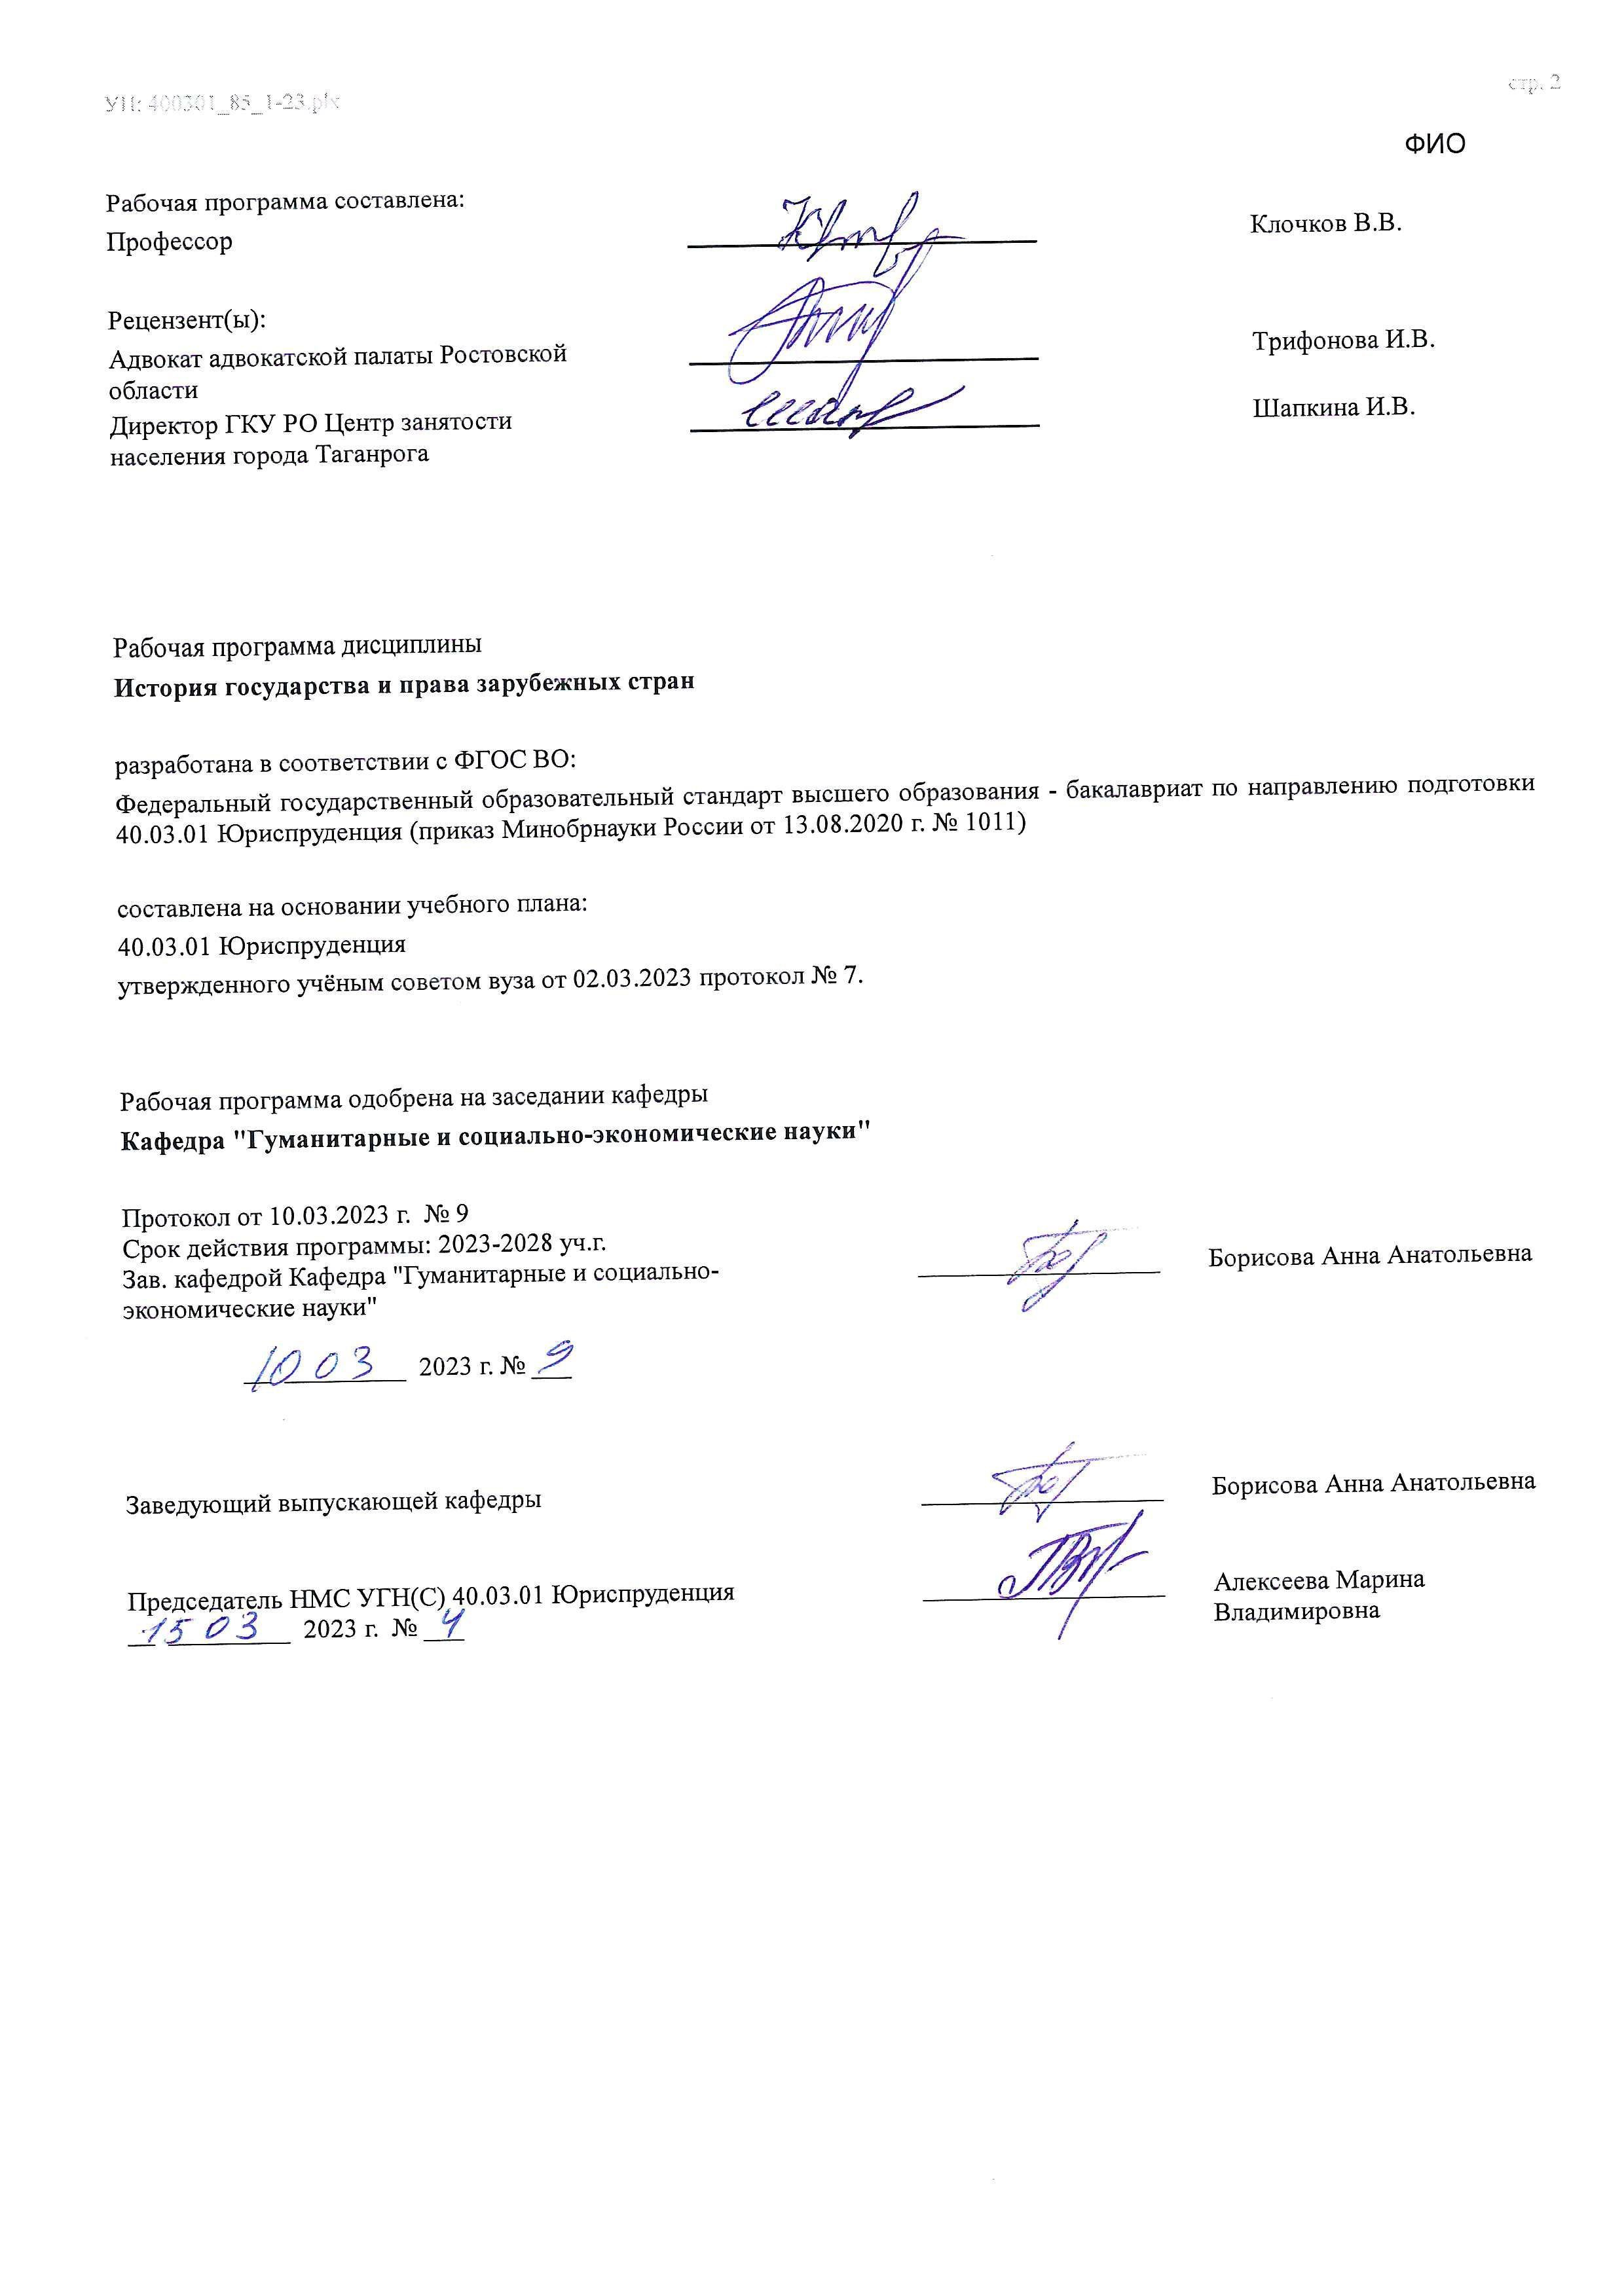 УП: 400301_85_1-23.plx
стр. 2
ФИО
Рабочая программа составлена:
Профессор
Клочков В.В.
Рецензент(ы):
Адвокат адвокатской палаты Ростовской
области
Трифонова И.В.
Директор ГКУ РО Центр занятости
населения города Таганрога
Шапкина И.В.
Рабочая программа дисциплины
История государства и права зарубежных стран
разработана в соответствии с ФГОС ВО:
Федеральный государственный образовательный стандарт высшего образования - бакалавриат по направлению подготовки
40.03.01 Юриспруденция (приказ Минобрнауки России от 13.08.2020 г. № 1011)
составлена на основании учебного плана:
40.03.01 Юриспруденция
утвержденного учёным советом вуза от 02.03.2023 протокол № 7.
Рабочая программа одобрена на заседании кафедры
Кафедра "Гуманитарные и социально-экономические науки"
Протокол от 10.03.2023 г. № 9
Срок действия программы: 2023-2028 уч.г.
Зав. кафедрой Кафедра "Гуманитарные и социально-
экономические науки"
Борисова Анна Анатольевна
10 03 2023 г. № 9
Заведующий выпускающей кафедры
Борисова Анна Анатольевна
Председатель НМС УГН(С) 40.03.01 Юриспруденция
Алексеева Марина
Владимировна
15 03 2023 г. № 4